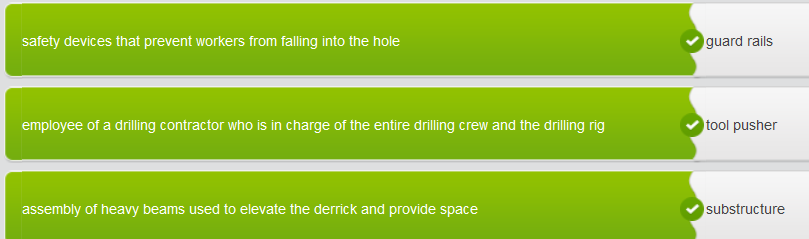 safety devices that prevent workers from falling into the hole guard rails
employee of a drilling contractor who is in charge of the entire drilling crew and the drilling rig tool pusher
assembly of heavy beams used to elevate the derrick and provide space substructure